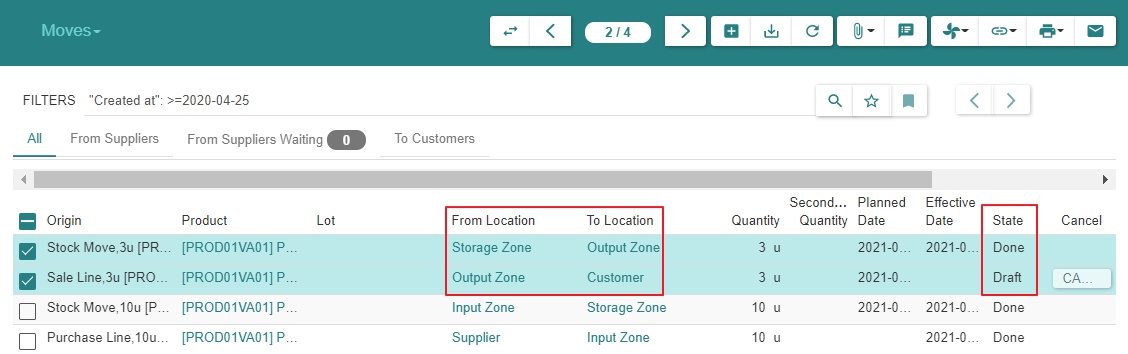 Moves
2 / 4
FILTERS "Created at": >=2020-04-25
All From Suppliers From Suppliers Waiting 0 To Customers
Origin Product Lot From Location To Location Quantity Second... Quantity Planned Date Effective Date State Cancel
Stock Move,3u [PR... [PROD01VA01] P... Storage Zone Output Zone 3 u 2021-0... 2021-0... Done
Sale Line,3u [PRO... [PROD01VA01] P... Output Zone Customer 3 u 2021-0... Draft CA...
Stock Move,10u [P... [PROD01VA01] P... Input Zone Storage Zone 10 u 2021-0... 2021-0... Done
Purchase Line,10u... [PROD01VA01] P... Supplier Input Zone 10 u 2021-0... Done